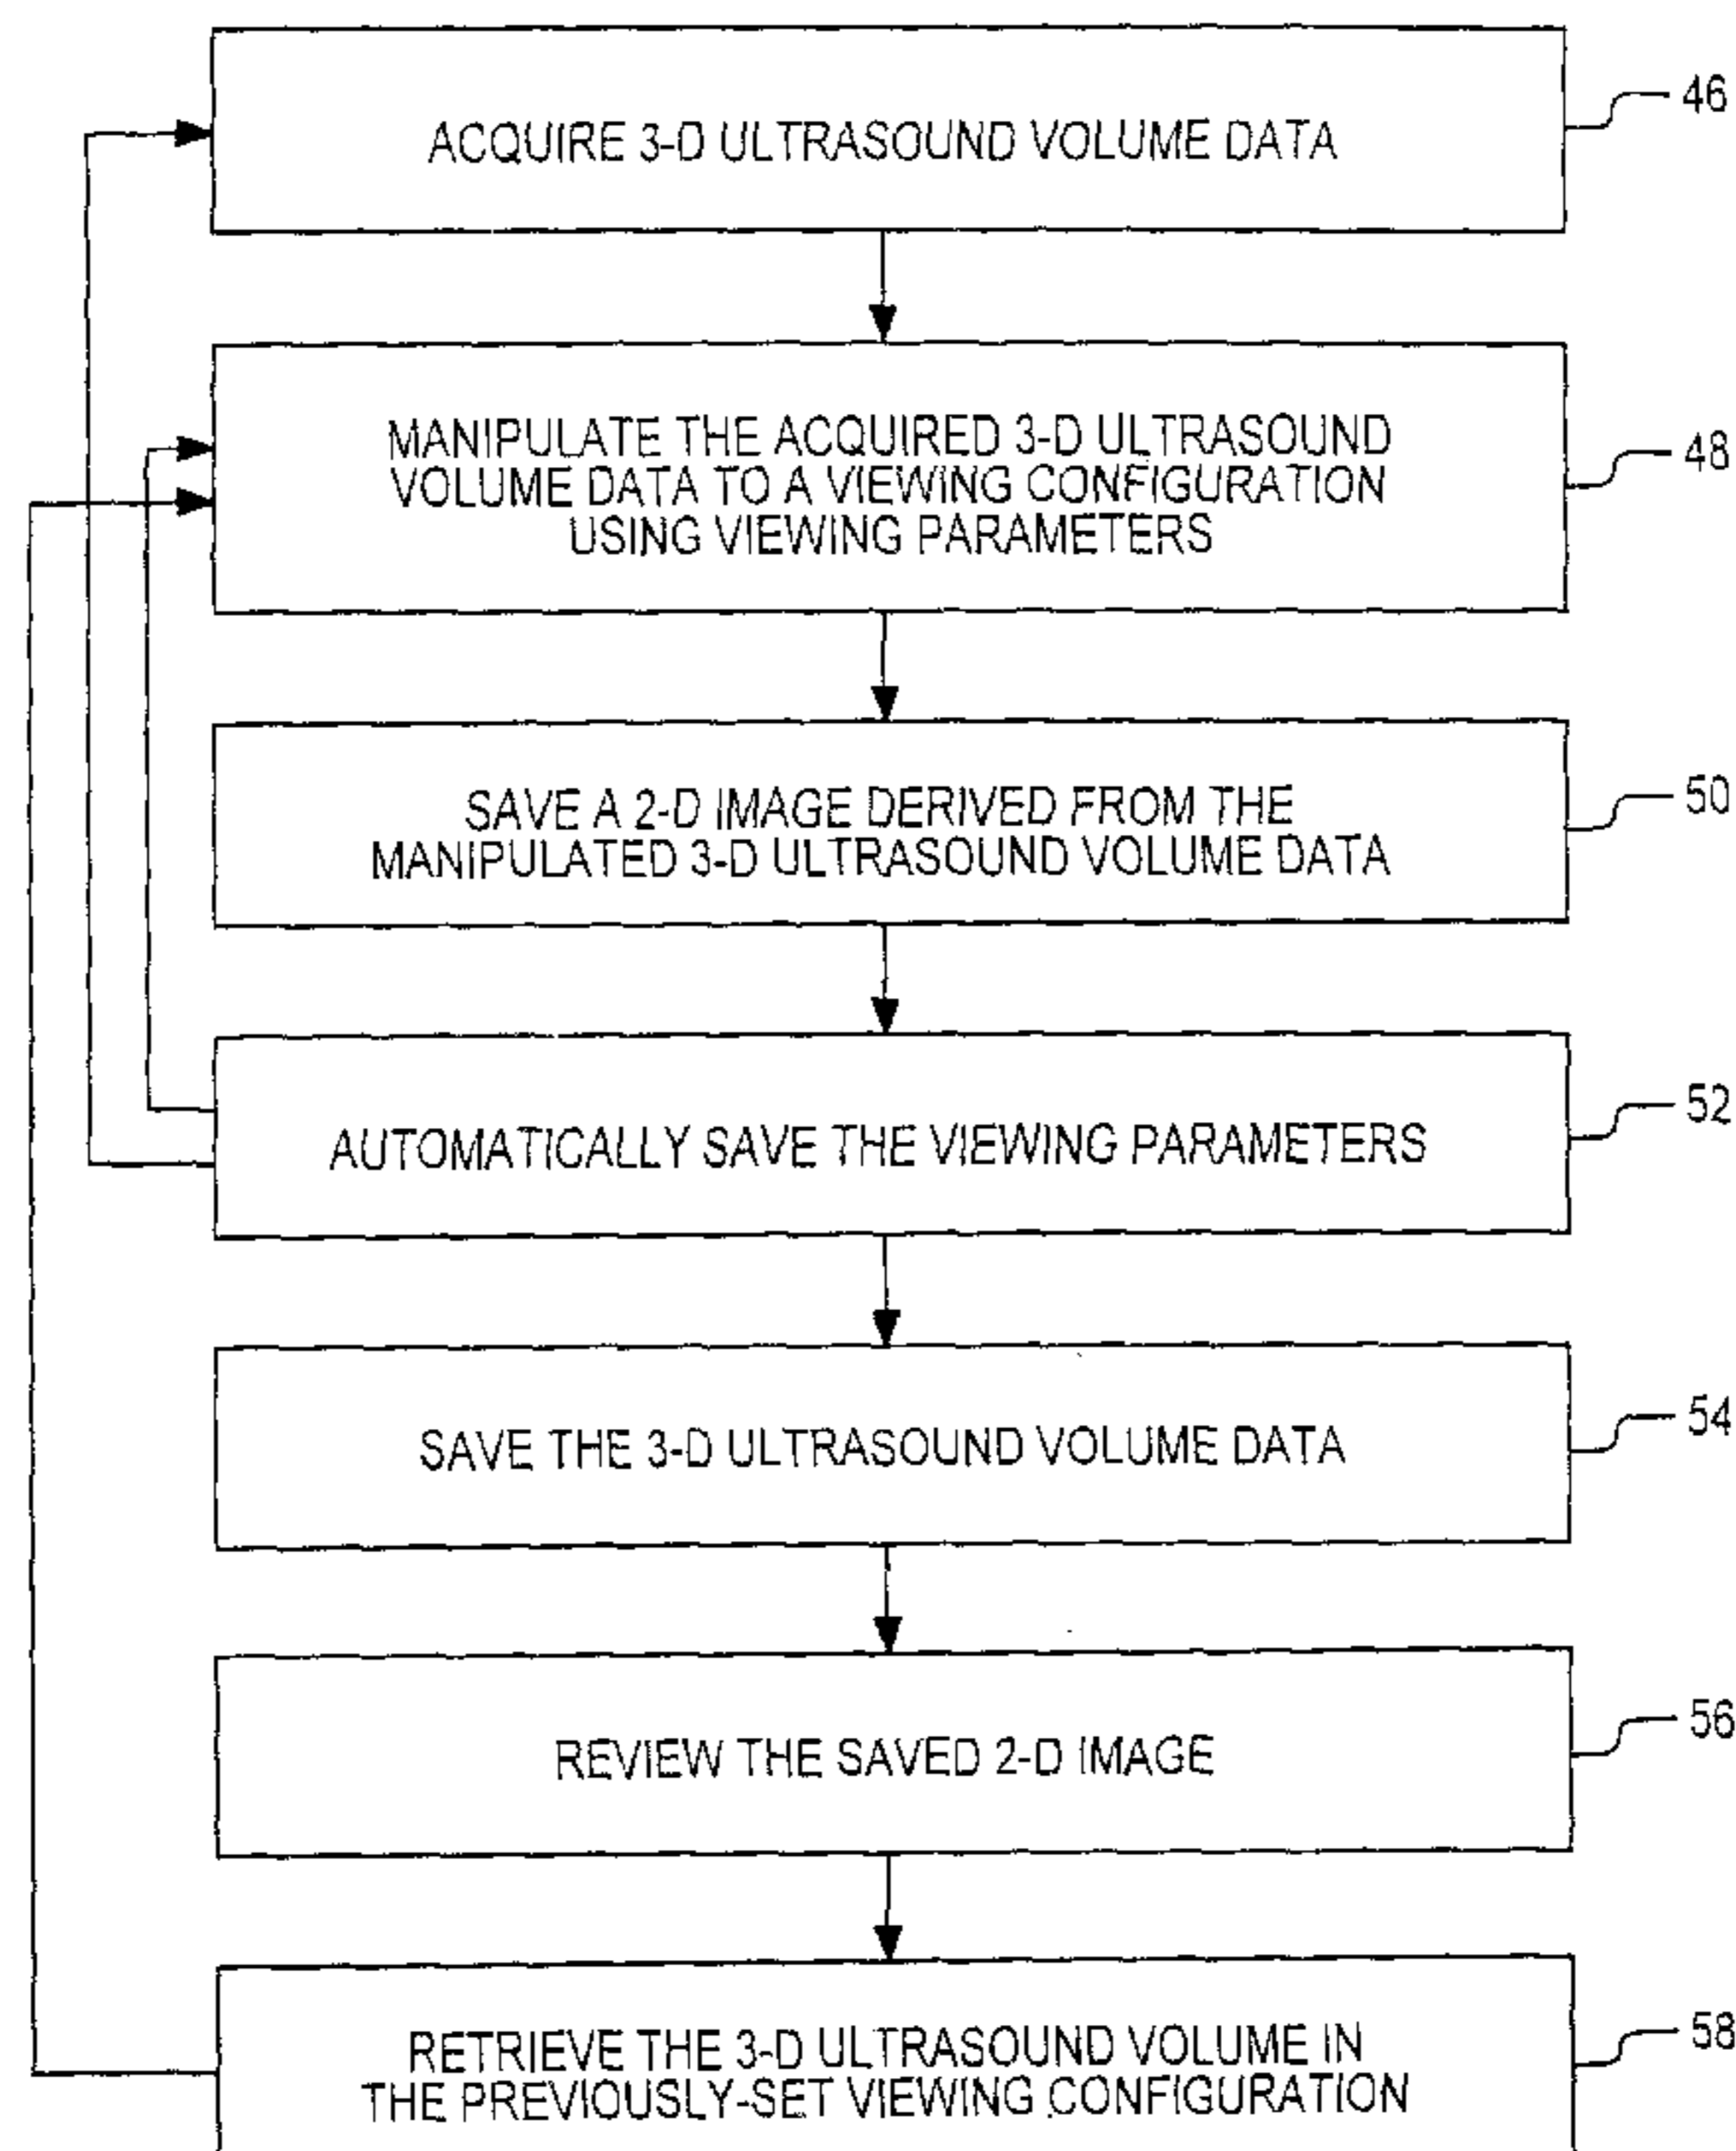 ACQUIRE 3-D ULTRASOUND VOLUME DATA
46
MANIPULATE THE ACQUIRED 3-D ULTRASOUND
VOLUME DATA TO A VIEWING CONFIGURATION
USING VIEWING PARAMETERS
48
SAVE A 2-D IMAGE DERIVED FROM THE
MANIPULATED 3-D ULTRASOUND VOLUME DATA
50
AUTOMATICALLY SAVE THE VIEWING PARAMETERS
52
SAVE THE 3-D ULTRASOUND VOLUME DATA
54
REVIEW THE SAVED 2-D IMAGE
56
RETRIEVE THE 3-D ULTRASOUND VOLUME IN
THE PREVIOUSLY-SET VIEWING CONFIGURATION
58